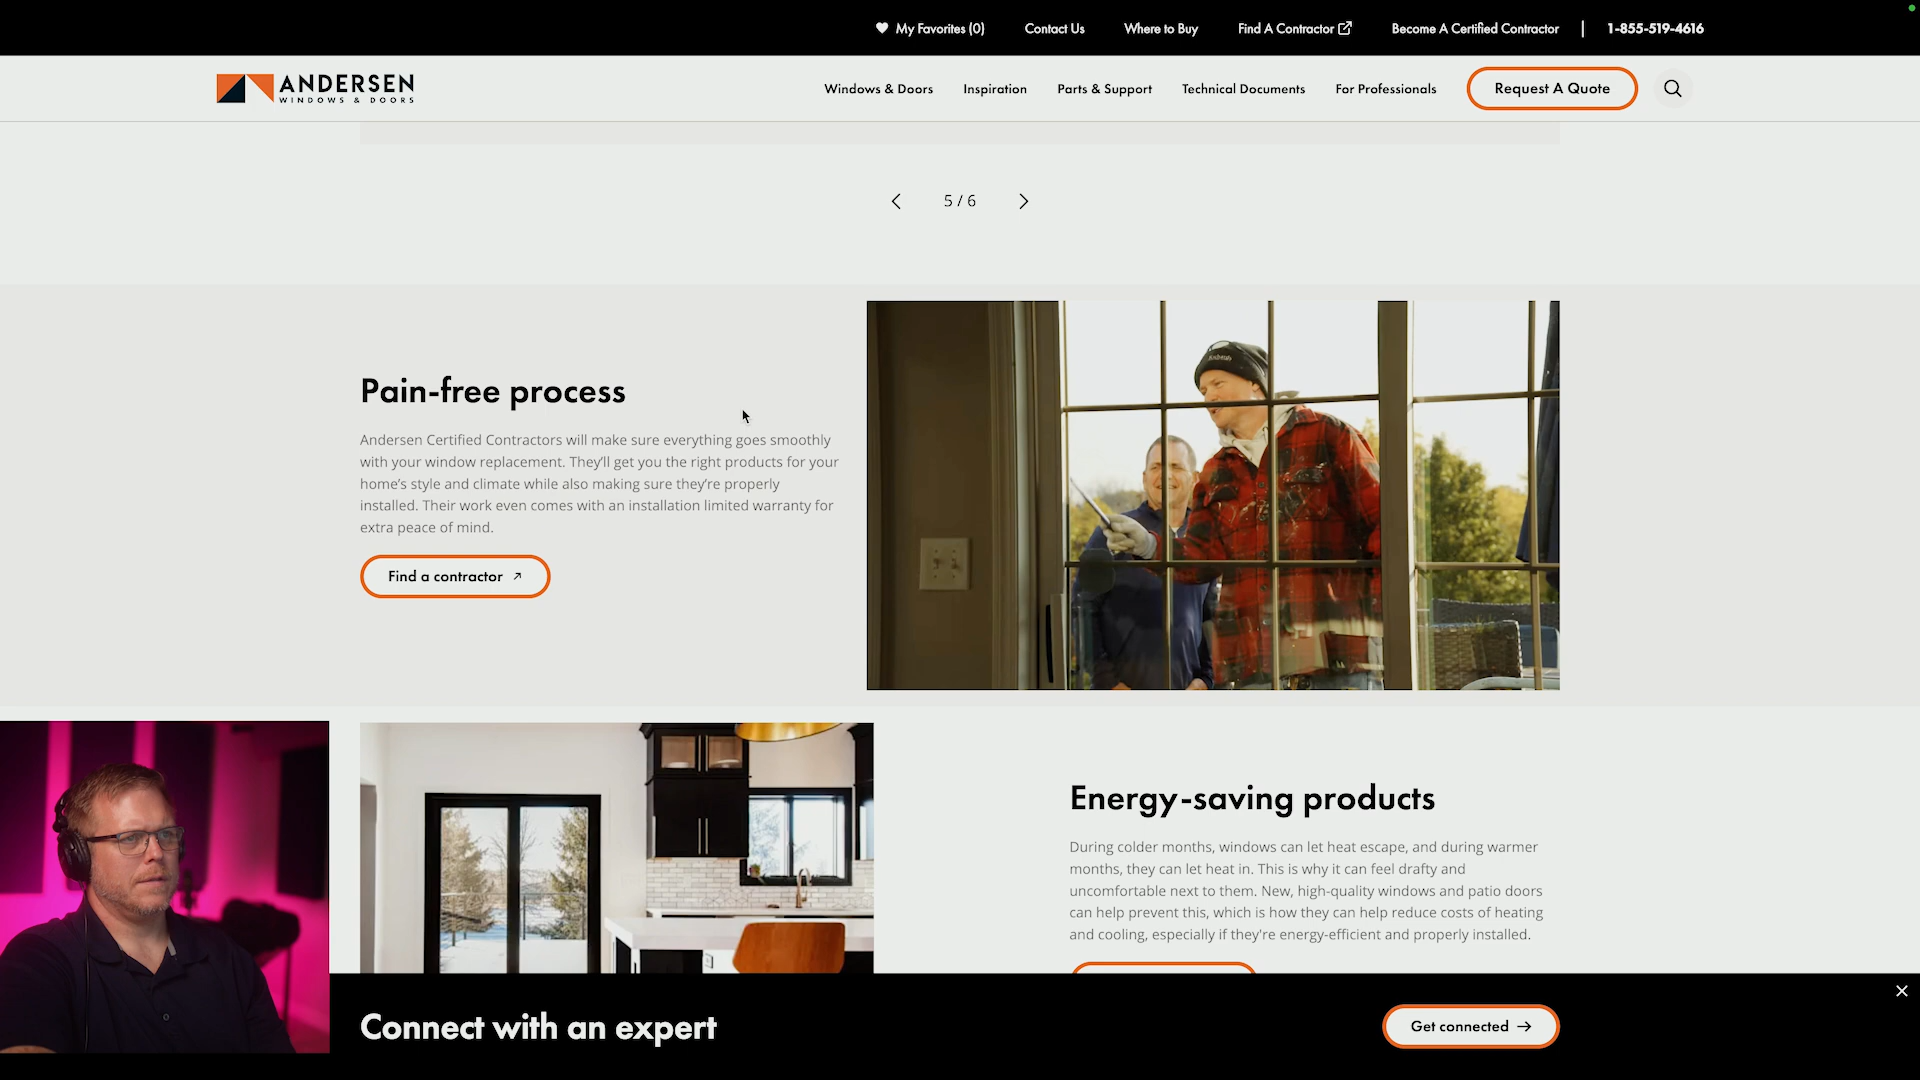 My Favorites (0)
Contact Us
Where to Buy
Find A Contractor
Become A Certified Contractor
1-855-519-4616
ANDERSEN
WINDOWS & DOORS
Windows & Doors
Inspiration
Parts & Support
Technical Documents
For Professionals
Request A Quote
5 / 6
Pain-free process
Andersen Certified Contractors will make sure everything goes smoothly
with your window replacement. They’ll get you the right products for your
home’s style and climate while also making sure they’re properly
installed. Their work even comes with an installation limited warranty for
extra peace of mind.
Find a contractor
Energy-saving products
During colder months, windows can let heat escape, and during warmer
months, they can let heat in. This is why it can feel drafty and
uncomfortable next to them. New, high-quality windows and patio doors
can help prevent this, which is how they can help reduce costs of heating
and cooling, especially if they're energy-efficient and properly installed.
Connect with an expert
Get connected